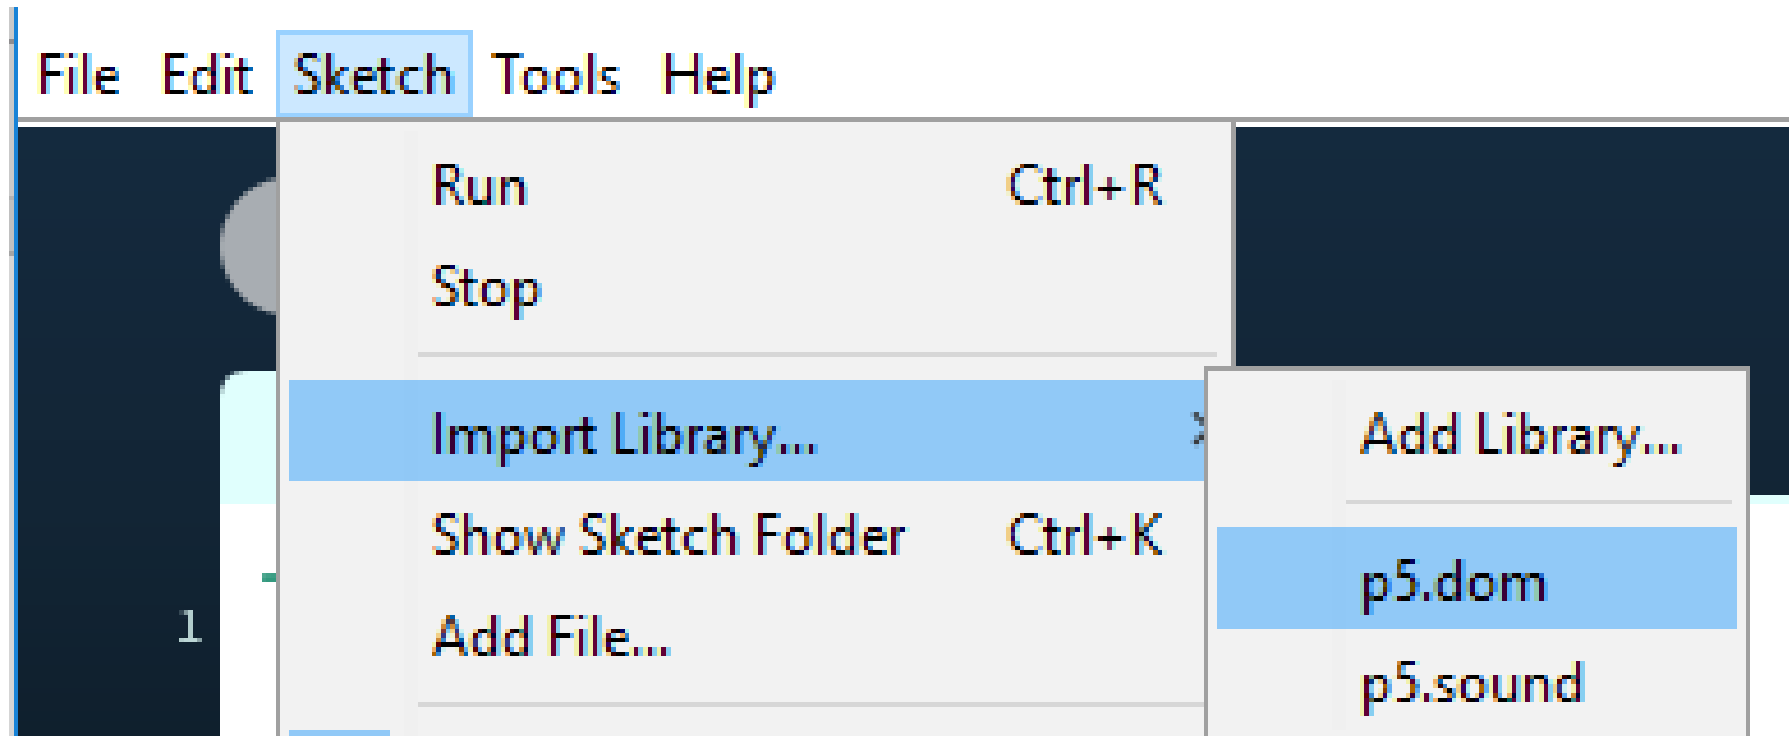 File Edit Sketch Tools Help
Run Ctrl+R
Stop
Import Library...
Add Library...
Show Sketch Folder Ctrl+K
p5.dom
1
Add File...
p5.sound